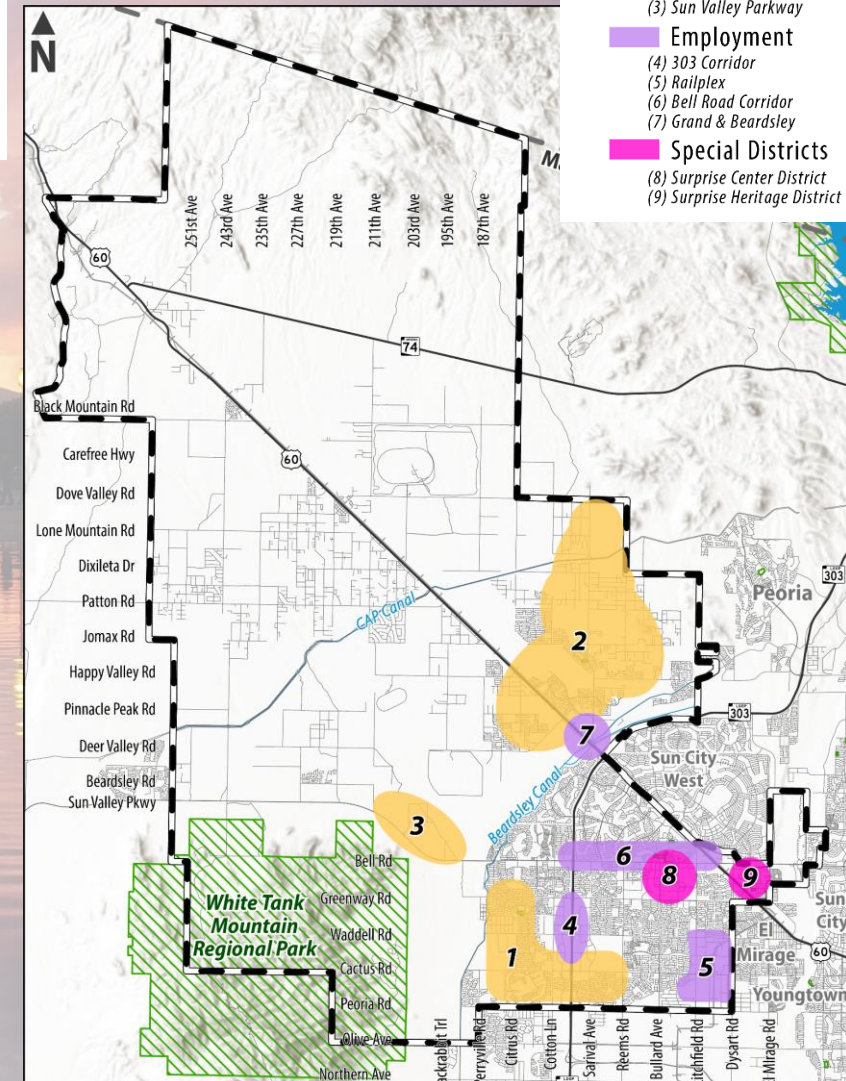 (3) Sun Valley Parkway
Employment
(4) 303 Corridor
(5) Railplex
(6) Bell Road Corridor
(7) Grand & Beardsley
Special Districts
(8) Surprise Center District
(9) Surprise Heritage District
N
251st Ave
243rd Ave
235th Ave
227th Ave
219th Ave
211th Ave
203rd Ave
195th Ave
187th Ave
60
74
Black Mountain Rd
60
Carefree Hwy
Dove Valley Rd
Lone Mountain Rd
Dixileta Dr
303
Peoria
Patton Rd
CAP Canal
Jomax Rd
2
Happy Valley Rd
Pinnacle Peak Rd
303
7
Deer Valley Rd
Sun City
West
Beardsley Rd
Sun Valley Pkwy
Beardsley Canal
3
Bell Rd
6
8
9
White Tank
Mountain
Regional Park
Greenway Rd
Sun
City
Waddell Rd
4
El
Mirage
60
1
5
Cactus Rd
Youngtown
Peoria Rd
Olive Ave
Northern Ave
ackrabbit Trl
erryville Rd
Citrus Rd
Cotton Ln
Sarival Ave
Reems Rd
Bullard Ave
itchfield Rd
Dysart Rd
l Mirage Rd